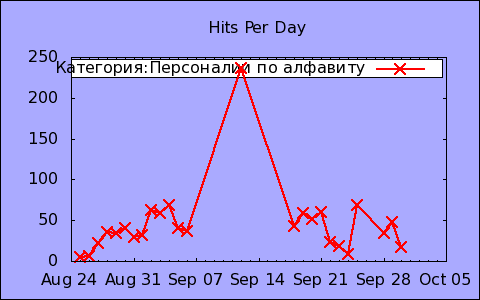 Hits Per Day
250
Категория:Персоналии по алфавиту
200
150
100
50
0
Aug 24 Aug 31 Sep 07 Sep 14 Sep 21 Sep 28 Oct 05